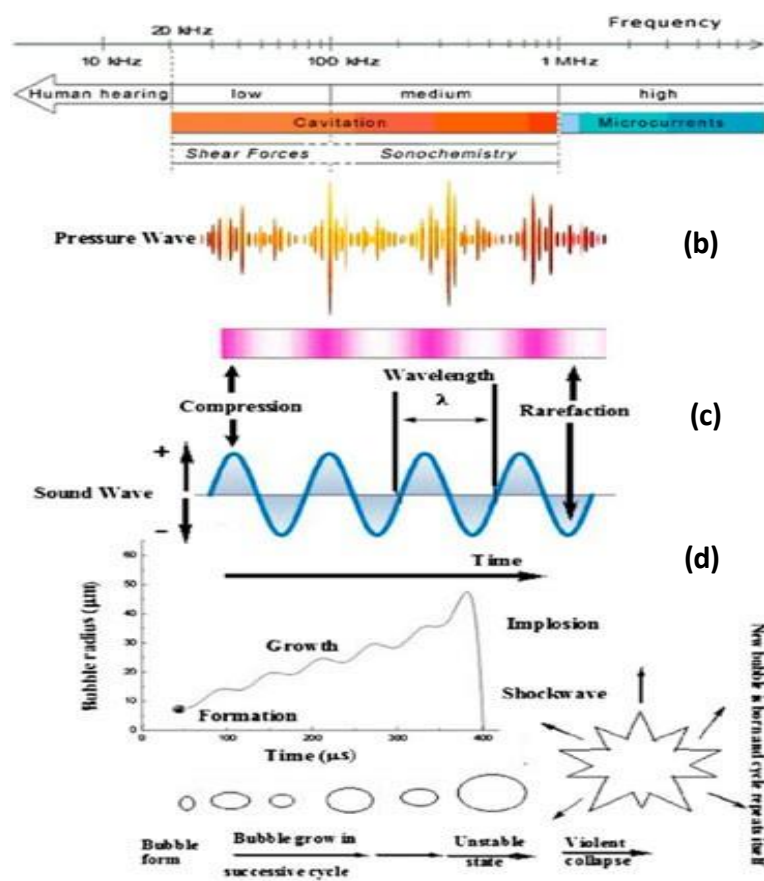 Frequency
20 kHz
10 kHz 100 kHz 1 MHz
Human hearing low medium high
Cavitation Microcurrents
Shear Forces Sonochemistry
Pressure Wave
(b)
Wavelength
λ
Compression
Rarefaction
(c)
+
Sound Wave
−
(d)
Time
Bubble radius (μm)
60
50
40
30
20
10
0
Growth
Formation
Implosion
Shockwave
0 100 200 300 400
Time (μs)
New bubble is born and cycle repeats itself
Bubble form
Bubble grow in successive cycle
Unstable state
Violent collapse